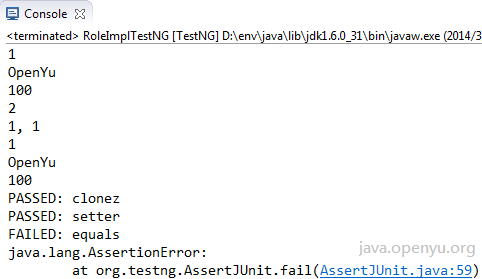 Console
<terminated> RoleImplTestNG [TestNG] D:\env\java\lib\jdk1.6.0_31\bin\javaw.exe (2014/3
1
OpenYu
100
2
1, 1
1
OpenYu
100
PASSED: clonez
PASSED: setter
FAILED: equals
java.lang.AssertionError:
at org.testng.AssertJUnit.fail(AssertJUnit.java:59)
java.openyu.org